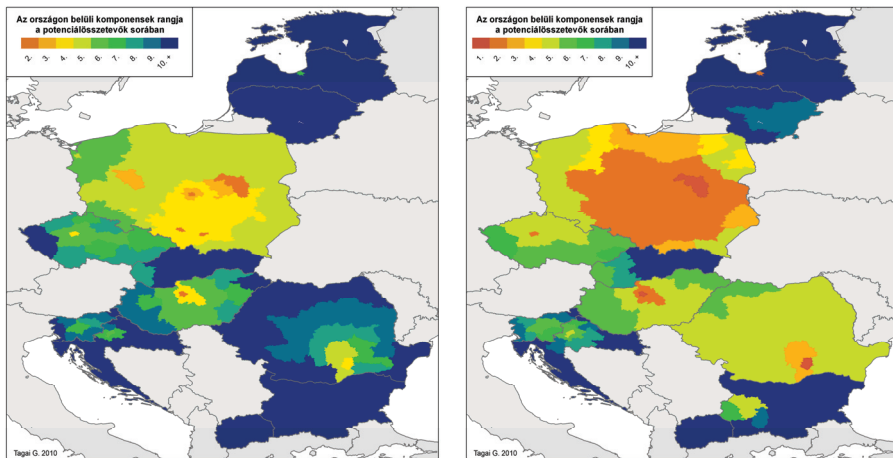 Az országon belüli komponensek rangja
a potenciálösszetevők sorában
2. 3. 4. 5. 6. 7. 8. 9. 10. +
Tagai G. 2010
Az országon belüli komponensek rangja
a potenciálösszetevők sorában
1. 2. 3. 4. 5. 6. 7. 8. 9. 10. +
Tagai G. 2010